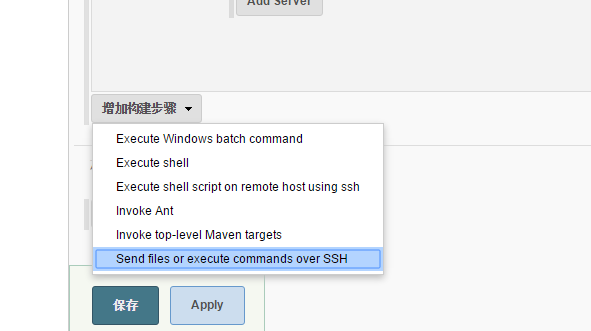 Add Server
增加构建步骤
Execute Windows batch command
Execute shell
Execute shell script on remote host using ssh
Invoke Ant
Invoke top-level Maven targets
Send files or execute commands over SSH
保存
Apply